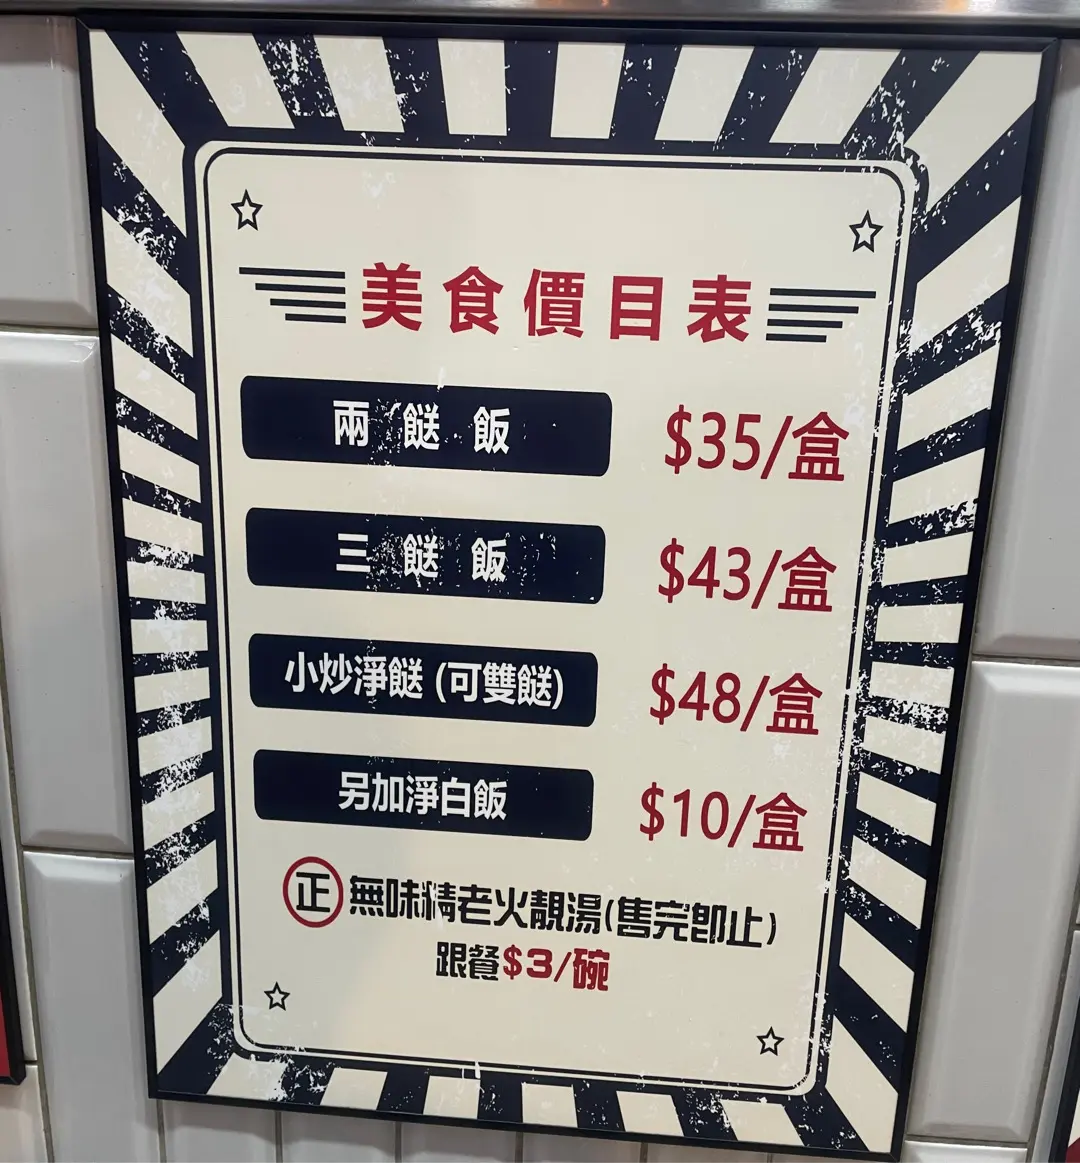 美食價目表
兩餸飯 $35/盒
三餸飯 $43/盒
小炒淨餸 (可雙餸) $48/盒
另加淨白飯 $10/盒
正 無味精老火靚湯(售完即止)
跟餐$3/碗